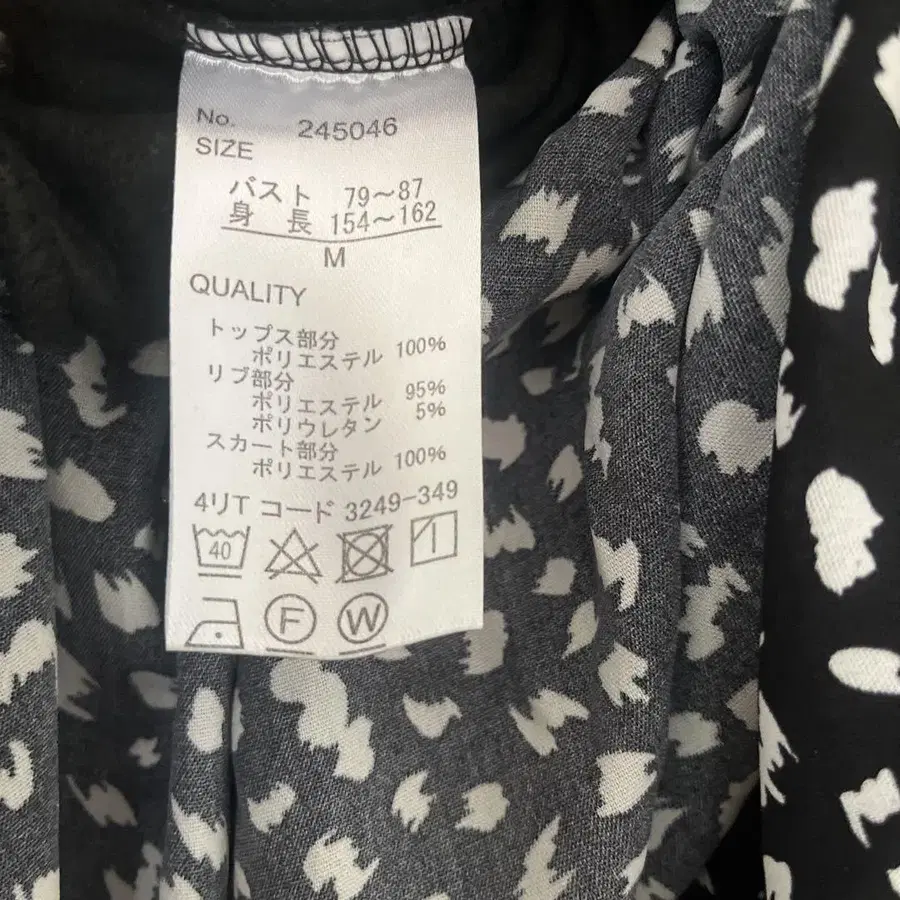 No. 245046
SIZE
バスト 79～87
身 長 154～162
M
QUALITY
トップス部分
ポリエステル 100%
リブ部分
ポリエステル 95%
ポリウレタン 5%
スカート部分
ポリエステル 100%
4リT コード 3249-349
40
F W